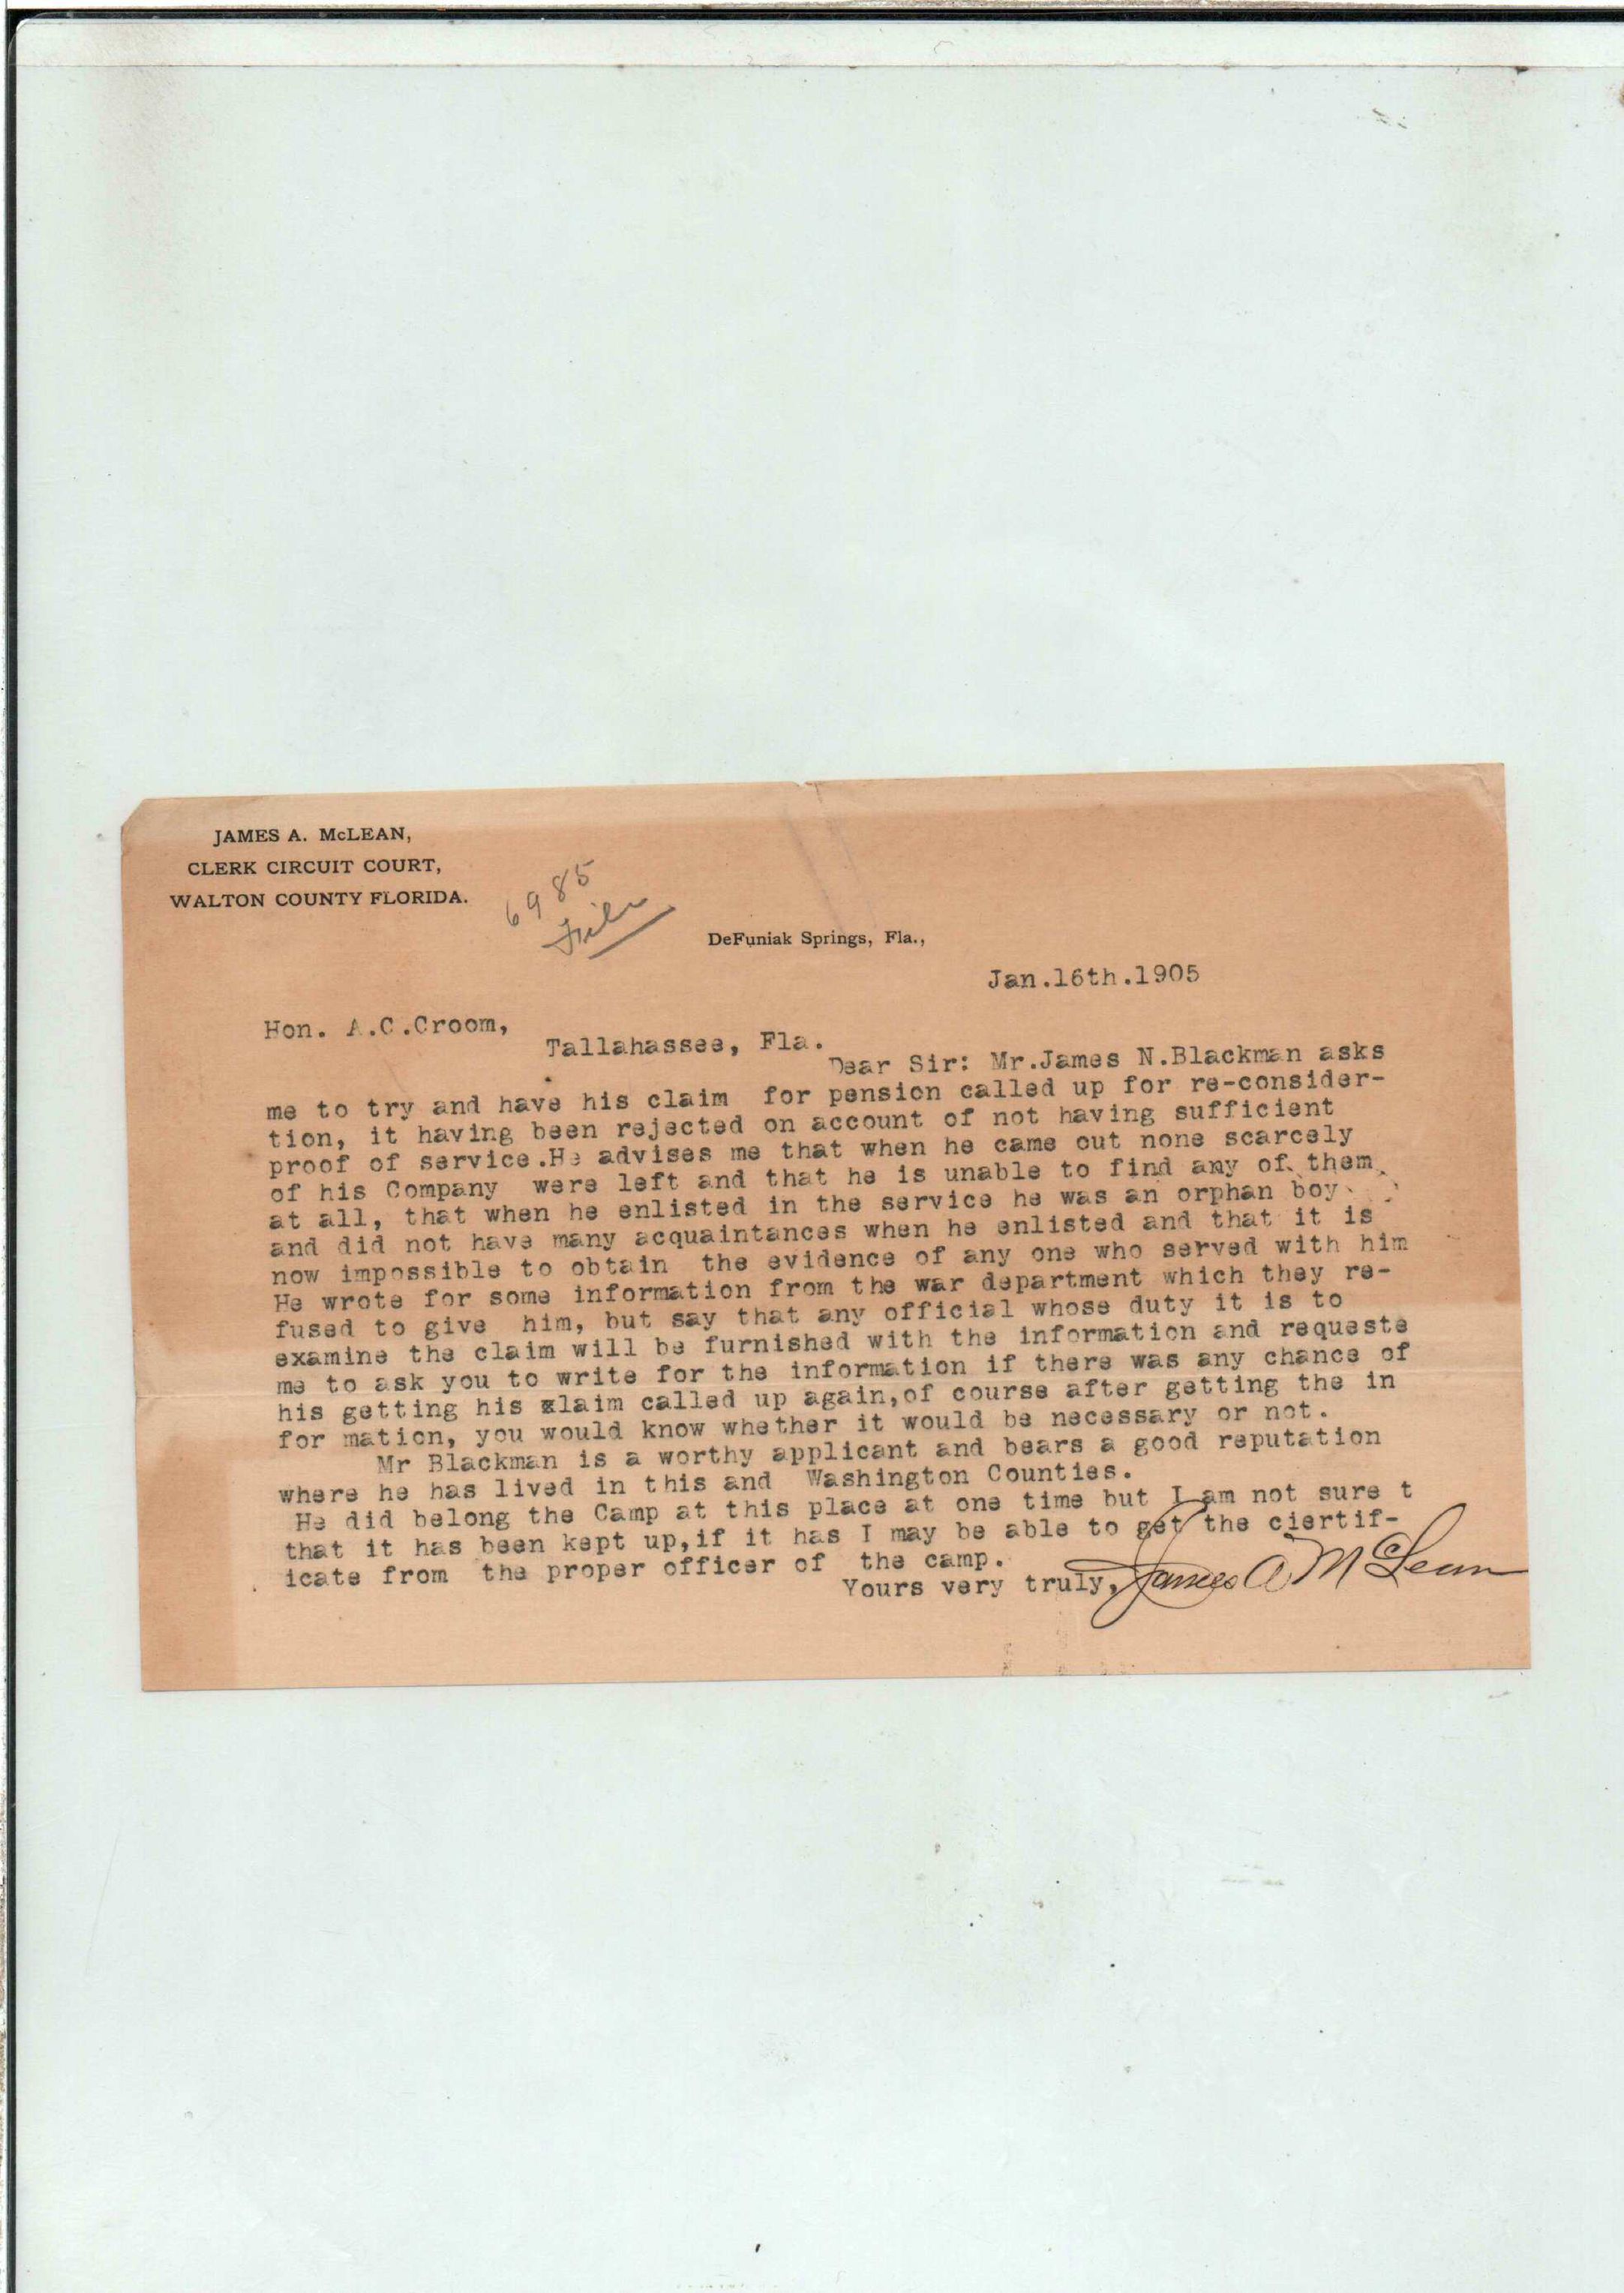 JAMES A. McLEAN,
CLERK CIRCUIT COURT,
WALTON COUNTY FLORIDA.
6985
File
DeFuniak Springs, Fla.,
Jan.16th.1905
Hon. A.C.Croom,
Tallahassee, Fla.
Dear Sir: Mr.James N.Blackman asks
me to try and have his claim for pension called up for re-consider-
tion, it having been rejected on account of not having sufficient
proof of service.He advises me that when he came out none scarcely
of his Company were left and that he is unable to find any of them
at all, that when he enlisted in the service he was an orphan boy
and did not have many acquaintances when he enlisted and that it is
now impossible to obtain the evidence of any one who served with him
He wrote for some information from the war department which they re-
fused to give him, but say that any official whose duty it is to
examine the claim will be furnished with the information and requests
me to ask you to write for the information if there was any chance of
his getting his claim called up again,of course after getting the in
for mation, you would know whether it would be necessary or not.
Mr Blackman is a worthy applicant and bears a good reputation
where he has lived in this and Washington Counties.
He did belong the Camp at this place at one time but I am not sure t
that it has been kept up,if it has I may be able to get the ciertif-
icate from the proper officer of the camp.
Yours very truly, James A McLean